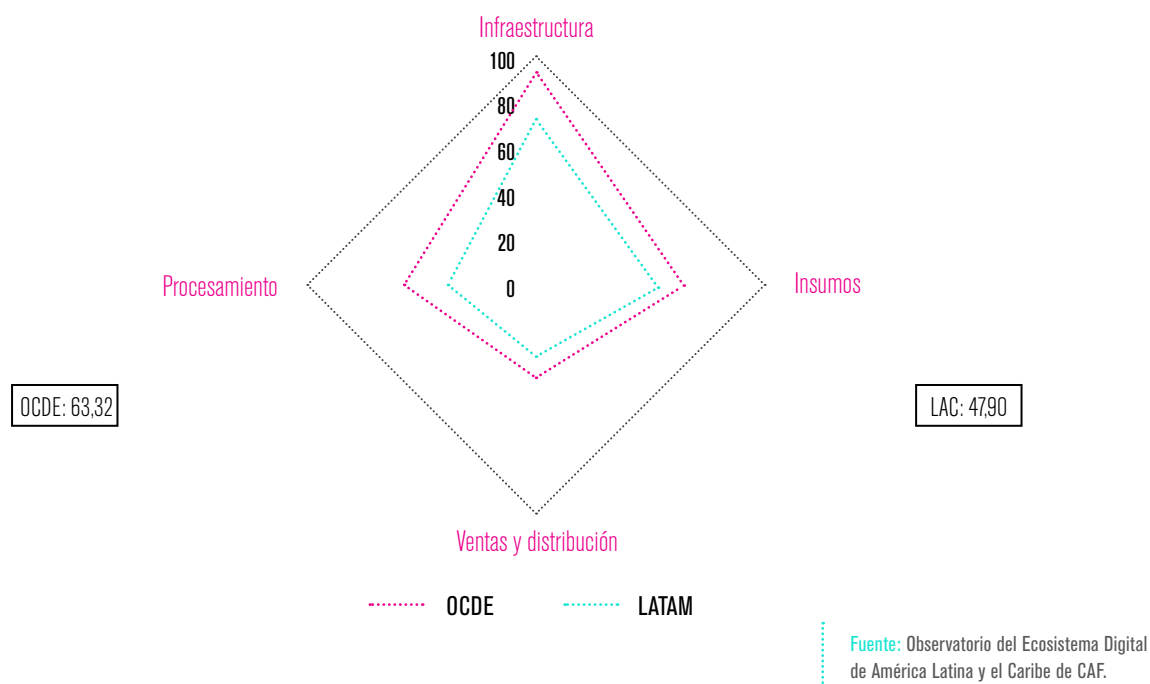 Infraestructura
100
80
60
40
20
0
Procesamiento
Insumos
OCDE: 63,32
LAC: 47,90
Ventas y distribución
OCDE
LATAM
Fuente: Observatorio del Ecosistema Digital
de América Latina y el Caribe de CAF.